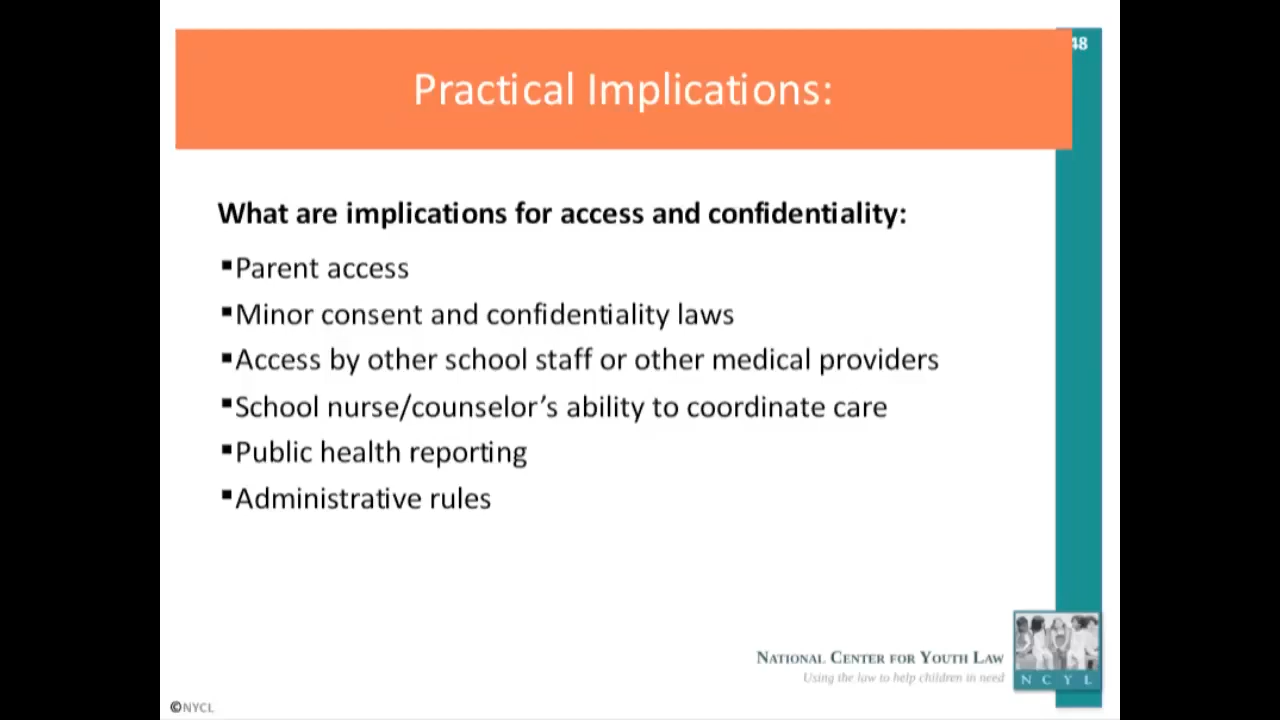 48
Practical Implications:
What are implications for access and confidentiality:
▪Parent access
▪Minor consent and confidentiality laws
▪Access by other school staff or other medical providers
▪School nurse/counselor’s ability to coordinate care
▪Public health reporting
▪Administrative rules
National Center for Youth Law
Using the law to help children in need
N C Y L
©NYCL